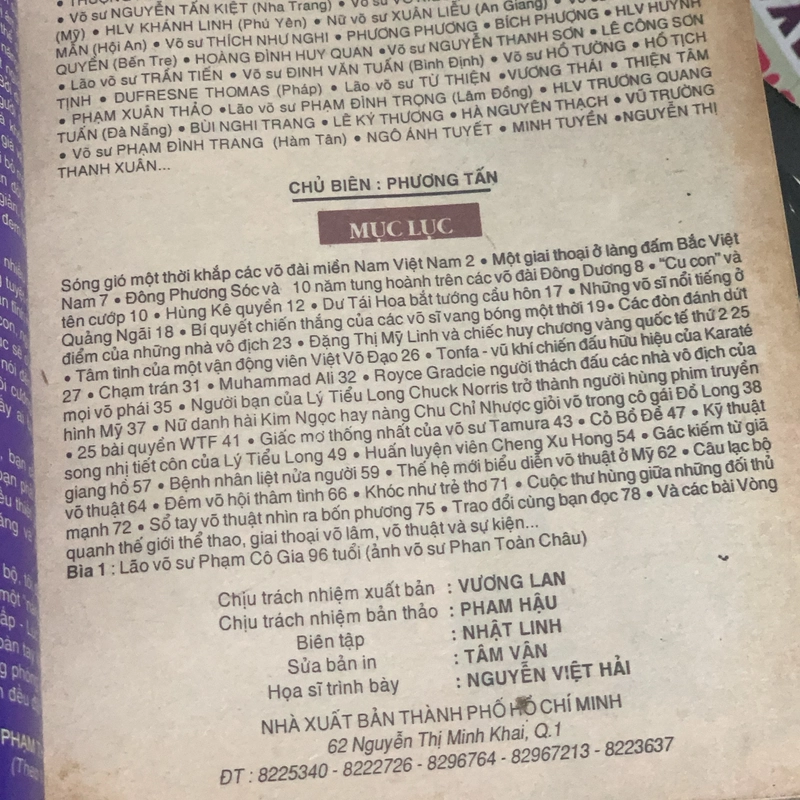 • Võ sư NGUYỄN TẤN KIỆT (Nha Trang) • Võ sư
(Mỹ) • HLV KHÁNH LINH (Phú Yên) • Nữ võ sư XUÂN LIỄU (An Giang) • Võ sư
MẪN (Hội An) • Võ sư THÍCH NHƯ NGHI • PHƯƠNG PHƯƠNG • BÍCH PHƯỢNG • HLV HUỲNH
QUYỀN (Bến Tre) • HOÀNG ĐÌNH HUY QUAN • Võ sư NGUYỄN THANH SƠN • LÊ CÔNG SƠN
• Lão võ sư TRẤN TIẾN • Võ sư ĐINH VĂN TUẤN (Bình Định) • Võ sư HỒ TƯỜNG • HỒ TỊCH
TỊNH • DUFRESNE THOMAS (Pháp) • Lão võ sư TỪ THIỆN • VƯƠNG THÁI • THIỆN TÂM
• PHẠM XUÂN THẢO • Lão võ sư PHẠM ĐÌNH TRỌNG (Lâm Đồng) • HLV TRƯƠNG QUANG
TUẤN (Đà Nẵng) • BÙI NGHI TRANG • LÊ KÝ THƯƠNG • HÀ NGUYÊN THẠCH • VŨ TRƯỜNG
• Võ sư PHẠM ĐÌNH TRANG (Hàm Tân) • NGÔ ÁNH TUYẾT • MINH TUYỀN • NGUYỄN THỊ
THANH XUÂN...
CHỦ BIÊN : PHƯƠNG TẤN
MỤC LỤC
Sóng gió một thời khắp các võ đài miền Nam Việt Nam 2 • Một giai thoại ở làng đấm Bắc Việt
Nam 7 • Đông Phương Sóc và 10 năm tung hoành trên các võ đài Đông Dương 8 • "Cu con" và
tên cướp 10 • Hùng Kê quyền 12 • Dư Tái Hoa bắt tướng cầu hôn 17 • Những võ sĩ nổi tiếng ở
Quảng Ngãi 18 • Bí quyết chiến thắng của các võ sĩ vang bóng một thời 19 • Các đòn đánh dứt
điểm của những nhà vô địch 23 • Đặng Thị Mỹ Linh và chiếc huy chương vàng quốc tế thứ 2 25
• Tâm tình của một vận động viên Việt Võ Đạo 26 • Tonfa - vũ khí chiến đấu hữu hiệu của Karaté
27 • Chạm trán 31 • Muhammad Ali 32 • Royce Gradcie người thách đấu các nhà vô địch của
mọi võ phái 35 • Người bạn của Lý Tiểu Long Chuck Norris trở thành người hùng phim truyền
hình Mỹ 37 • Nữ danh hài Kim Ngọc hay nàng Chu Chỉ Nhược giỏi võ trong cô gái Đồ Long 38
• 25 bài quyền WTF 41 • Giấc mơ thống nhất của võ sư Tamura 43 • Cỏ Bồ Đề 47 • Kỹ thuật
song nhị tiết côn của Lý Tiểu Long 49 • Huấn luyện viên Cheng Xu Hong 54 • Gác kiếm từ giã
giang hồ 57 • Bệnh nhân liệt nửa người 59 • Thế hệ mới biểu diễn võ thuật ở Mỹ 62 • Câu lạc bộ
võ thuật 64 • Đêm võ hội thâm tình 66 • Khóc như trẻ thơ 71 • Cuộc thư hùng giữa những đối thủ
mạnh 72 • Sổ tay võ thuật nhìn ra bốn phương 75 • Trao đổi cùng bạn đọc 78 • Và các bài Vòng
quanh thế giới thể thao, giai thoại võ lâm, võ thuật và sự kiện...
Bìa 1 : Lão võ sư Phạm Cô Gia 96 tuổi (ảnh võ sư Phan Toàn Châu)
Chịu trách nhiệm xuất bản : VƯƠNG LAN
Chịu trách nhiệm bản thảo : PHAM HẬU
Biên tập : NHẬT LINH
Sửa bản in : TÂM VẤN
Họa sĩ trình bày : NGUYỄN VIỆT HẢI
NHÀ XUẤT BẢN THÀNH PHỐ HỒ CHÍ MINH
62 Nguyễn Thị Minh Khai, Q.1
ĐT : 8225340 - 8222726 - 8296764 - 82967213 - 8223637